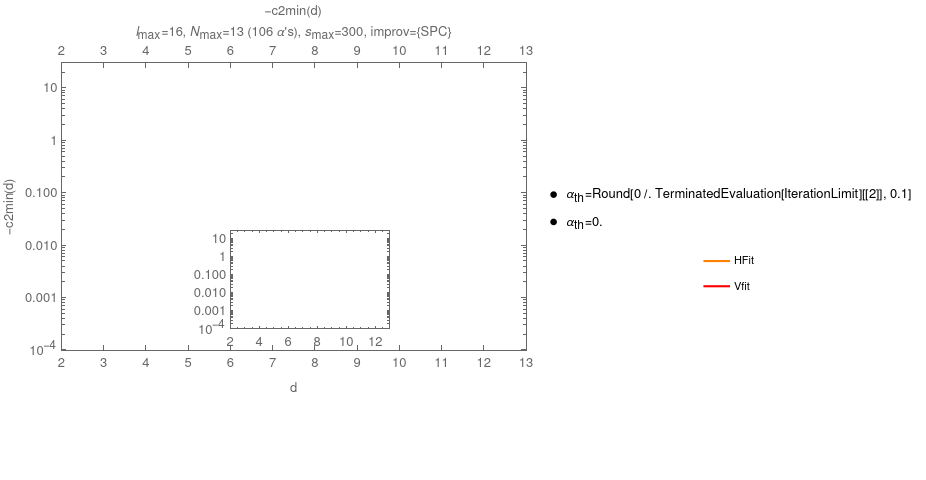 −c2min(d)
lmax=16, Nmax=13 (106 α's), smax=300, improv={SPC}
2 3 4 5 6 7 8 9 10 11 12 13
10
1
0.100
0.010
0.001
10−4
−c2min(d)
10
1
0.100
0.010
0.001
10−4
2 4 6 8 10 12
2 3 4 5 6 7 8 9 10 11 12 13
d
● αth=Round[0 /. TerminatedEvaluation[IterationLimit][[2]], 0.1]
● αth=0.
HFit
Vfit